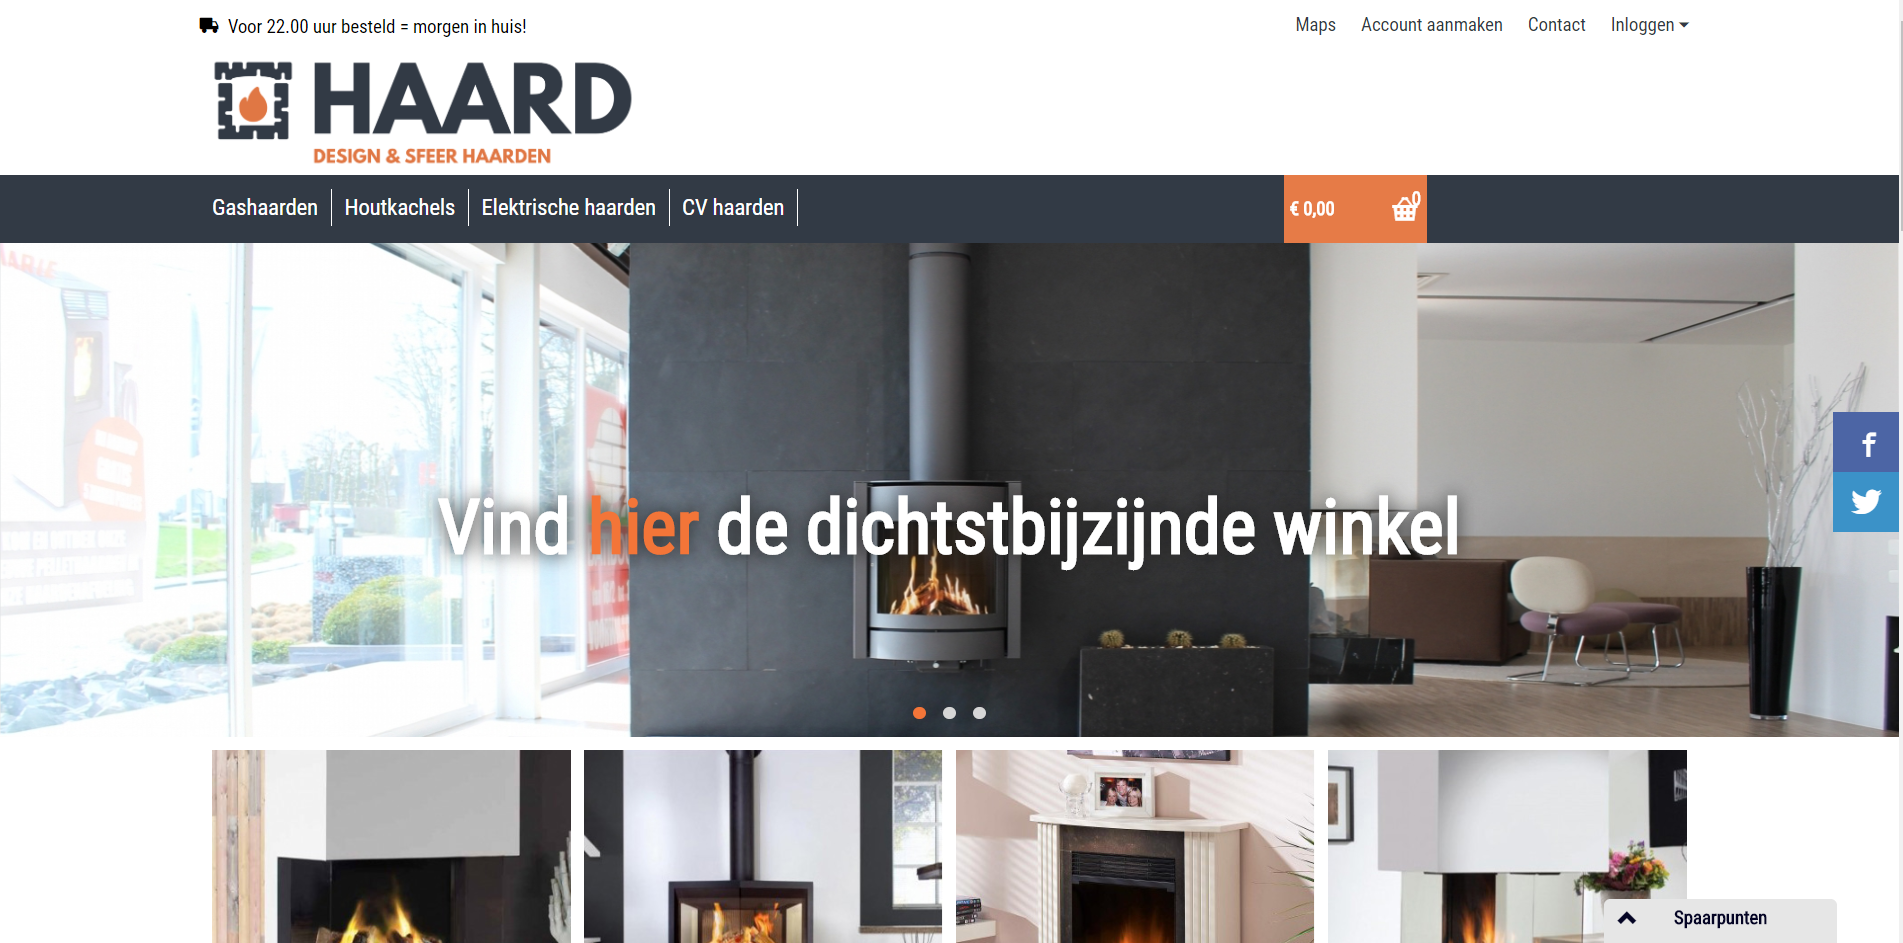 Voor 22.00 uur besteld = morgen in huis!
Maps
Account aanmaken
Contact
Inloggen
HAARD
DESIGN & SFEER HAARDEN
Gashaarden
Houtkachels
Elektrische haarden
CV haarden
€ 0,00
0
Vind hier de dichtstbijzijnde winkel
f
Spaarpunten